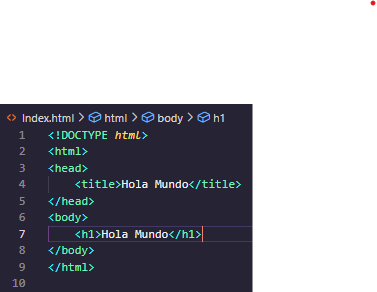 Index.html > html > body > h1
1 <!DOCTYPE html>
2 <html>
3 <head>
4 <title>Hola Mundo</title>
5 </head>
6 <body>
7 <h1>Hola Mundo</h1>
8 </body>
9 </html>
10